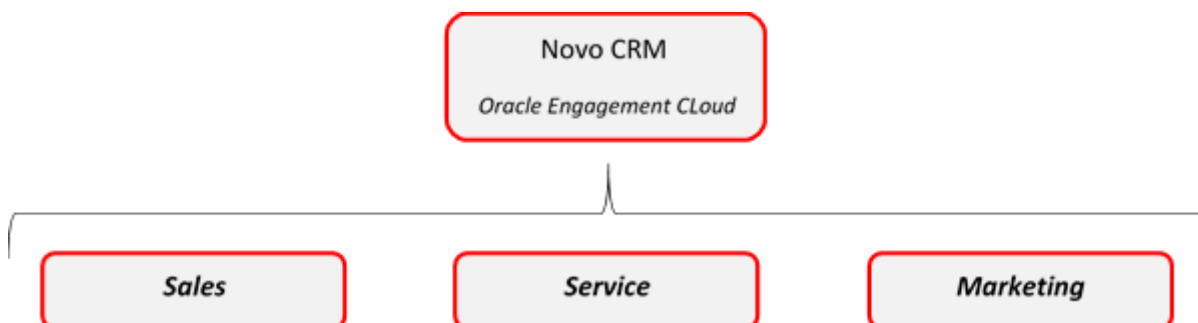 Novo CRM
Oracle Engagement CLoud
Sales
Service
Marketing